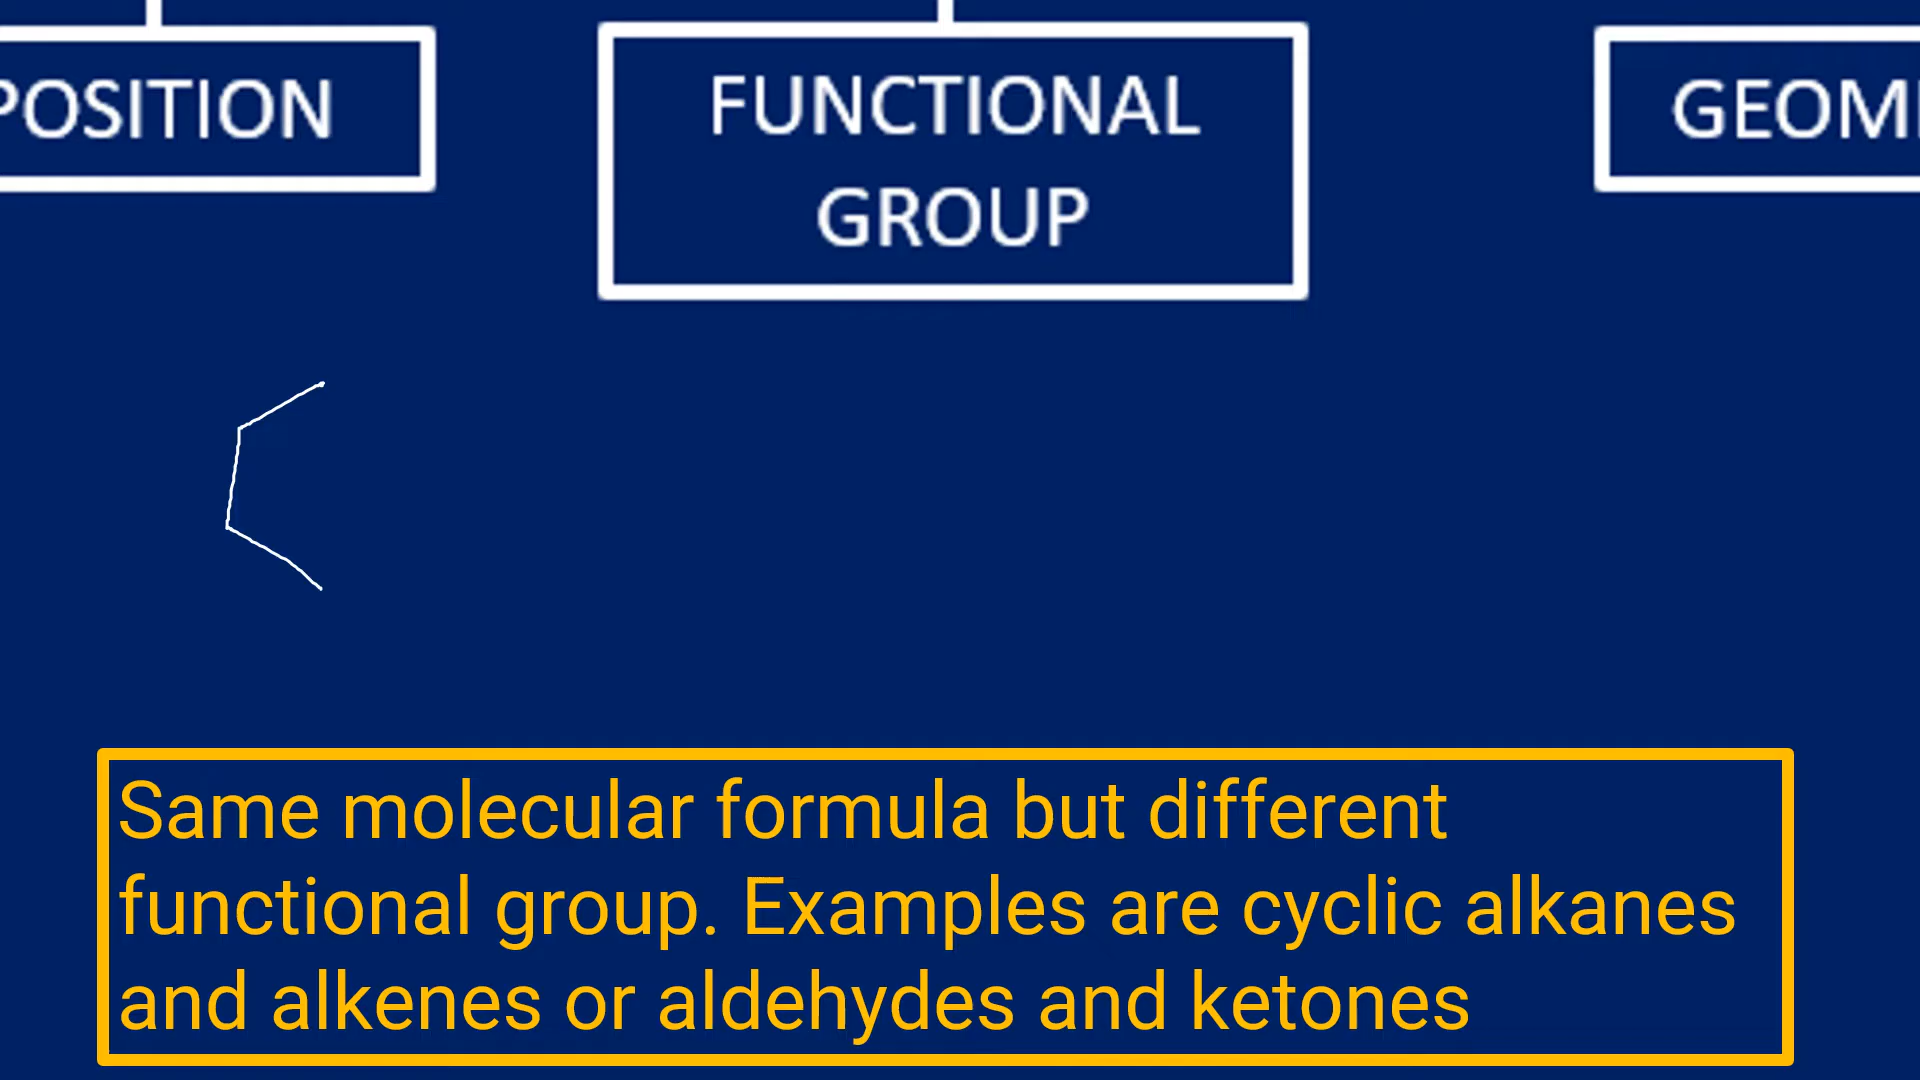 POSITION
FUNCTIONAL
GROUP
GEOM
Same molecular formula but different
functional group. Examples are cyclic alkanes
and alkenes or aldehydes and ketones